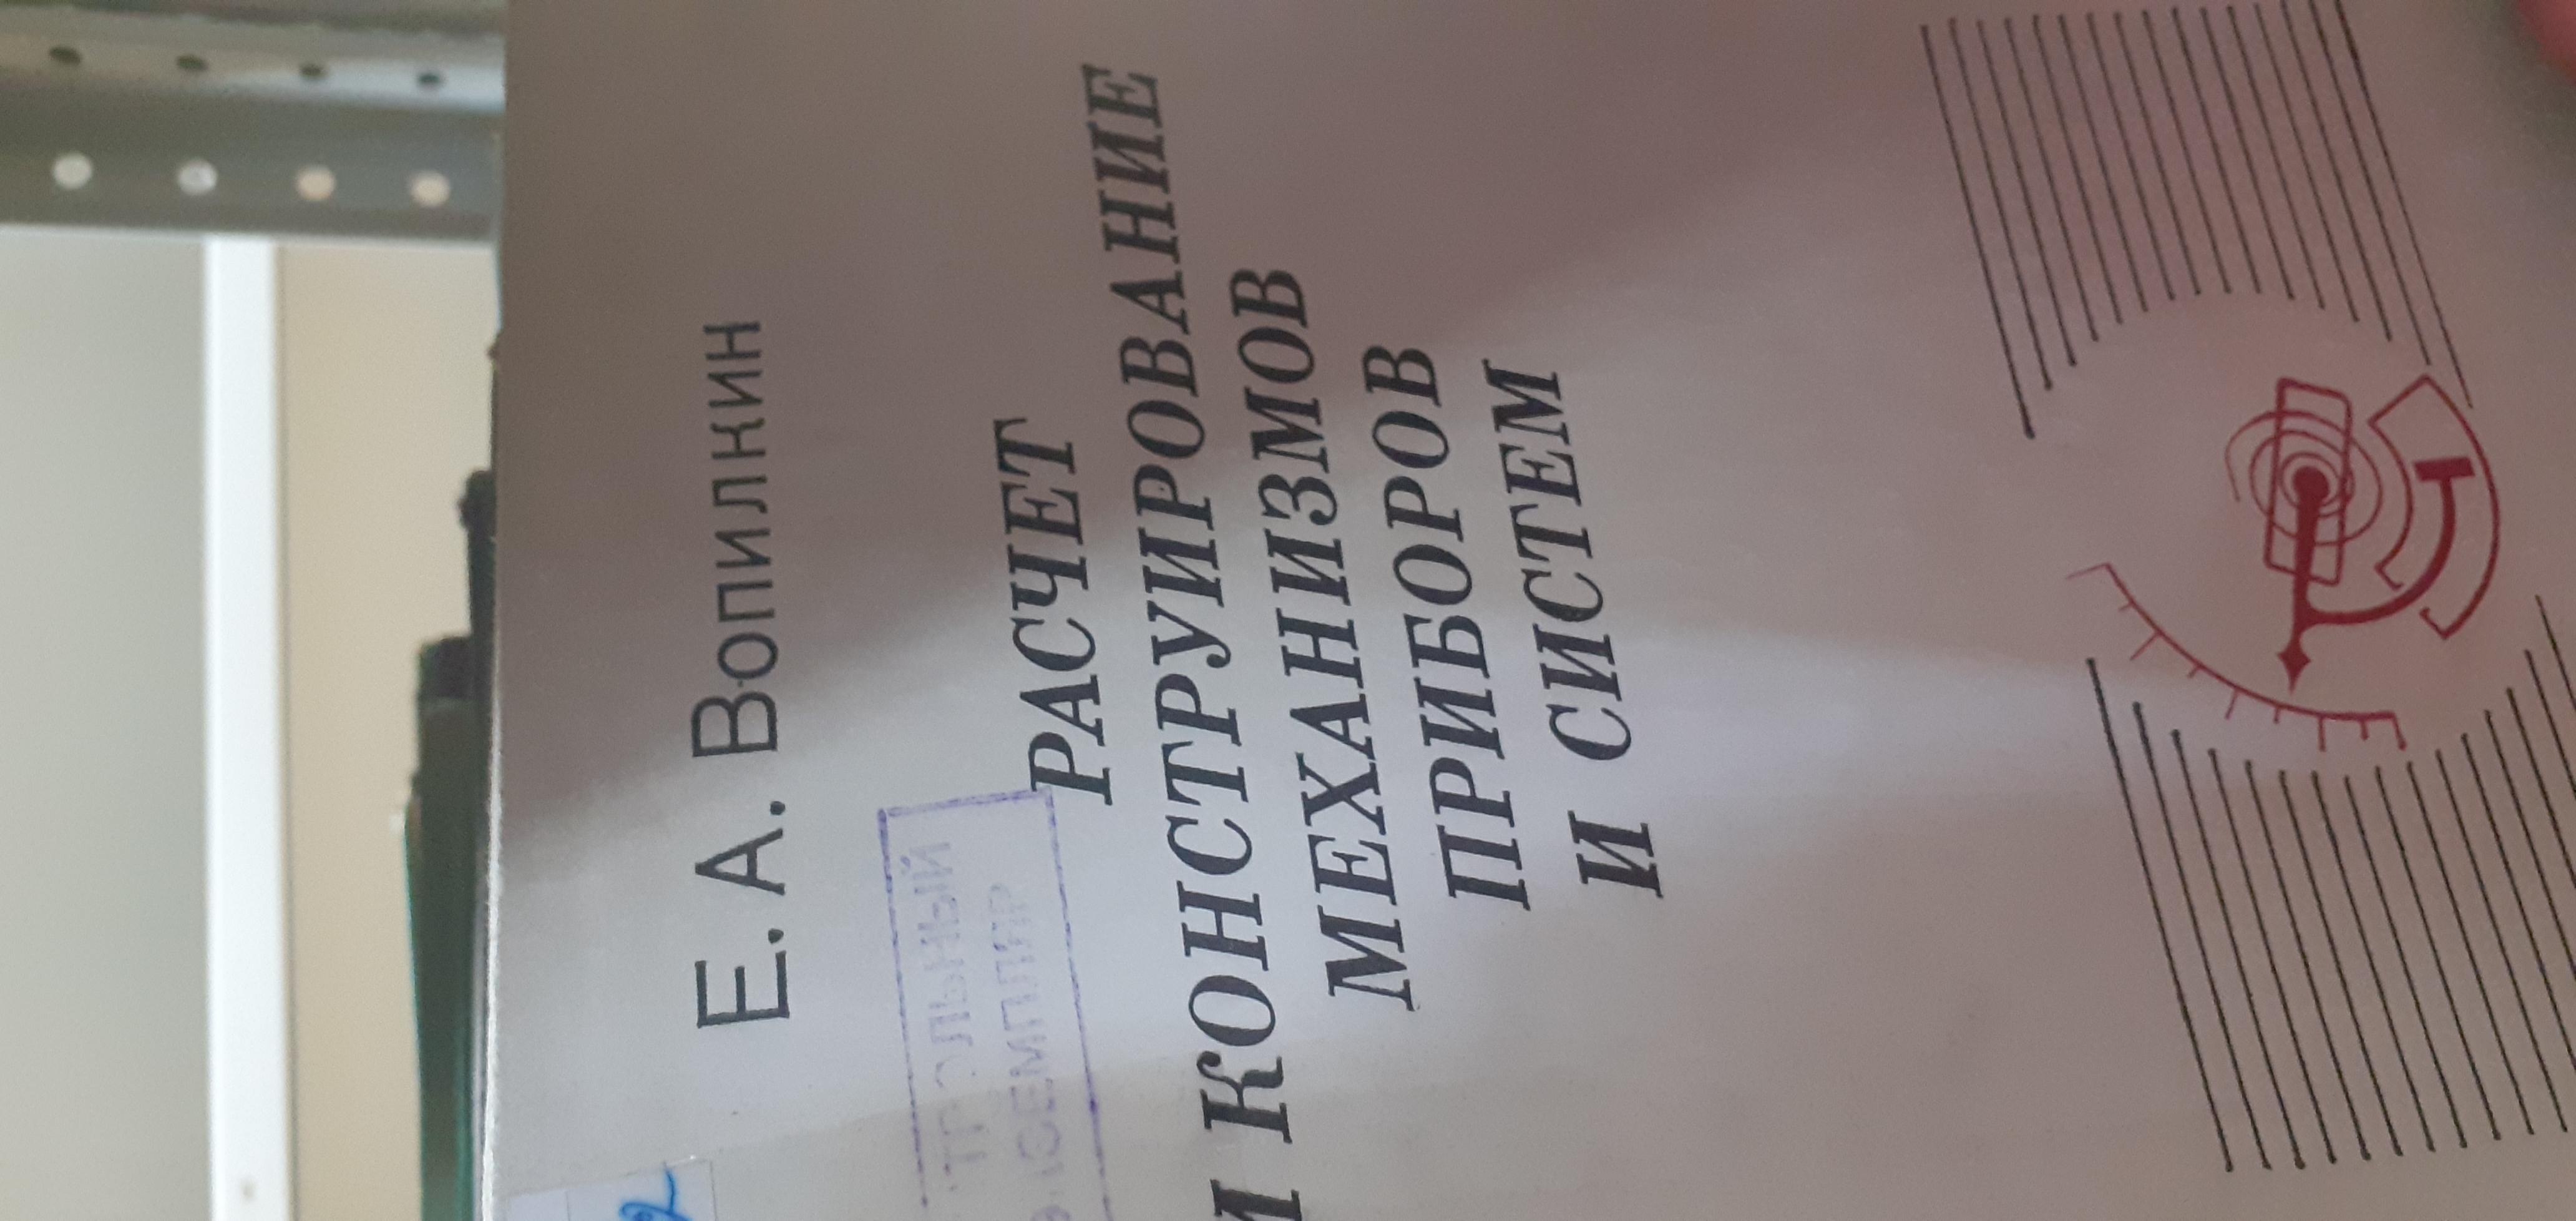 Е. А. Вопилкин
РАСЧЕТ
И КОНСТРУИРОВАНИЕ
МЕХАНИЗМОВ
ПРИБОРОВ
И СИСТЕМ